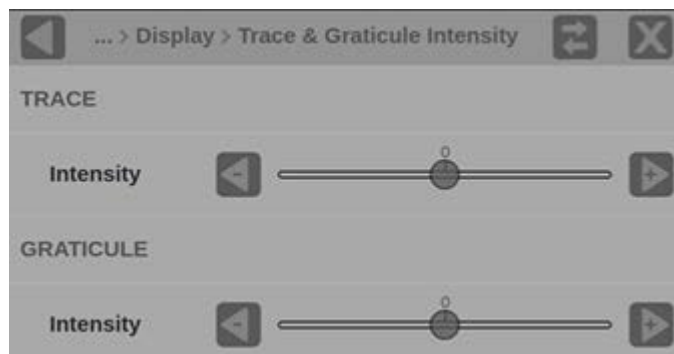 ... > Display > Trace & Graticule Intensity
TRACE
0
Intensity - +
GRATICULE
0
Intensity - +